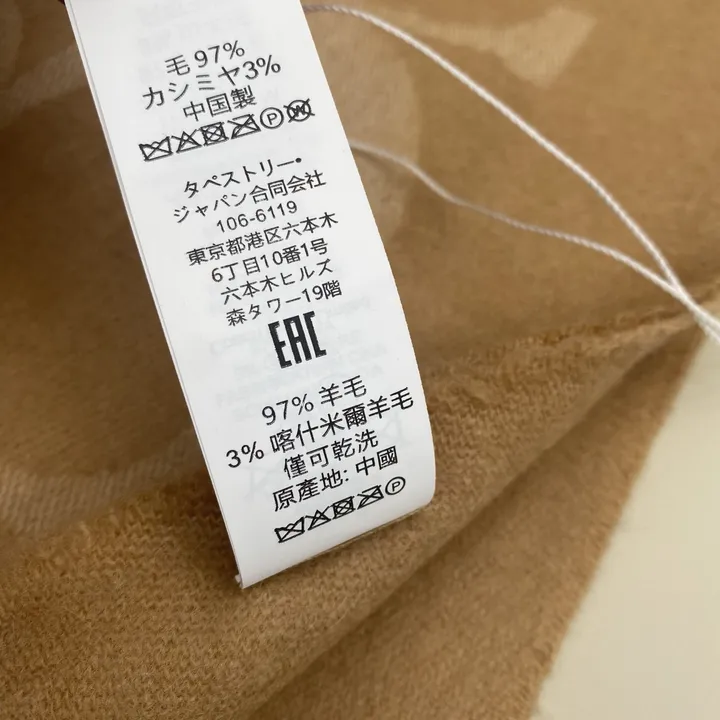 毛 97%
カシミヤ3%
中国製
P W
タペストリー•
ジャパン合同会社
106-6119
東京都港区六本木
6丁目10番1号
六本木ヒルズ
森タワー19階
EAC
97% 羊毛
3% 喀什米爾羊毛
僅可乾洗
原產地: 中國
P